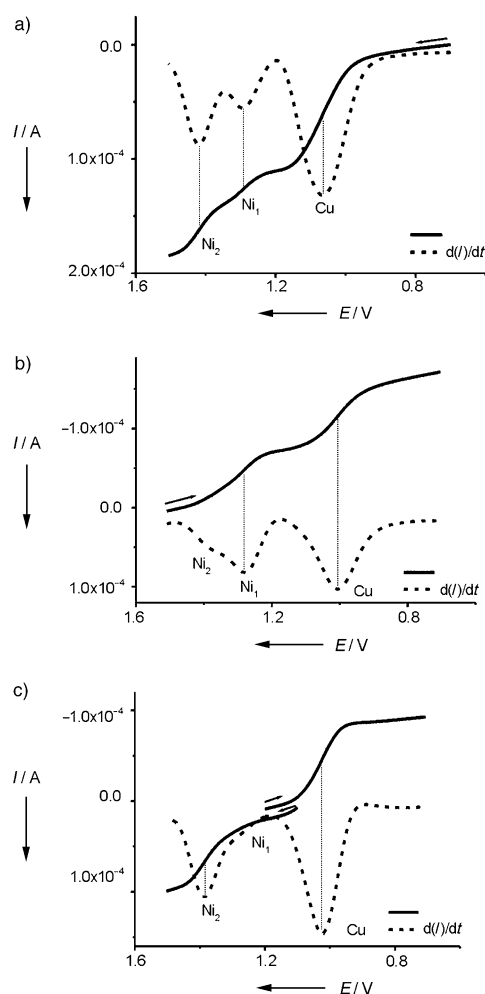 a)
0.0
I / A
1.0x10⁻⁴
2.0x10⁻⁴
Ni₂
Ni₁
Cu
d(I)/dt
1.6
1.2
0.8
E / V
b)
−1.0x10⁻⁴
I / A
0.0
1.0x10⁻⁴
Ni₂
Ni₁
Cu
d(I)/dt
1.6
1.2
0.8
E / V
c)
−1.0x10⁻⁴
I / A
0.0
1.0x10⁻⁴
Ni₁
Ni₂
Cu
d(I)/dt
1.6
1.2
0.8
E / V